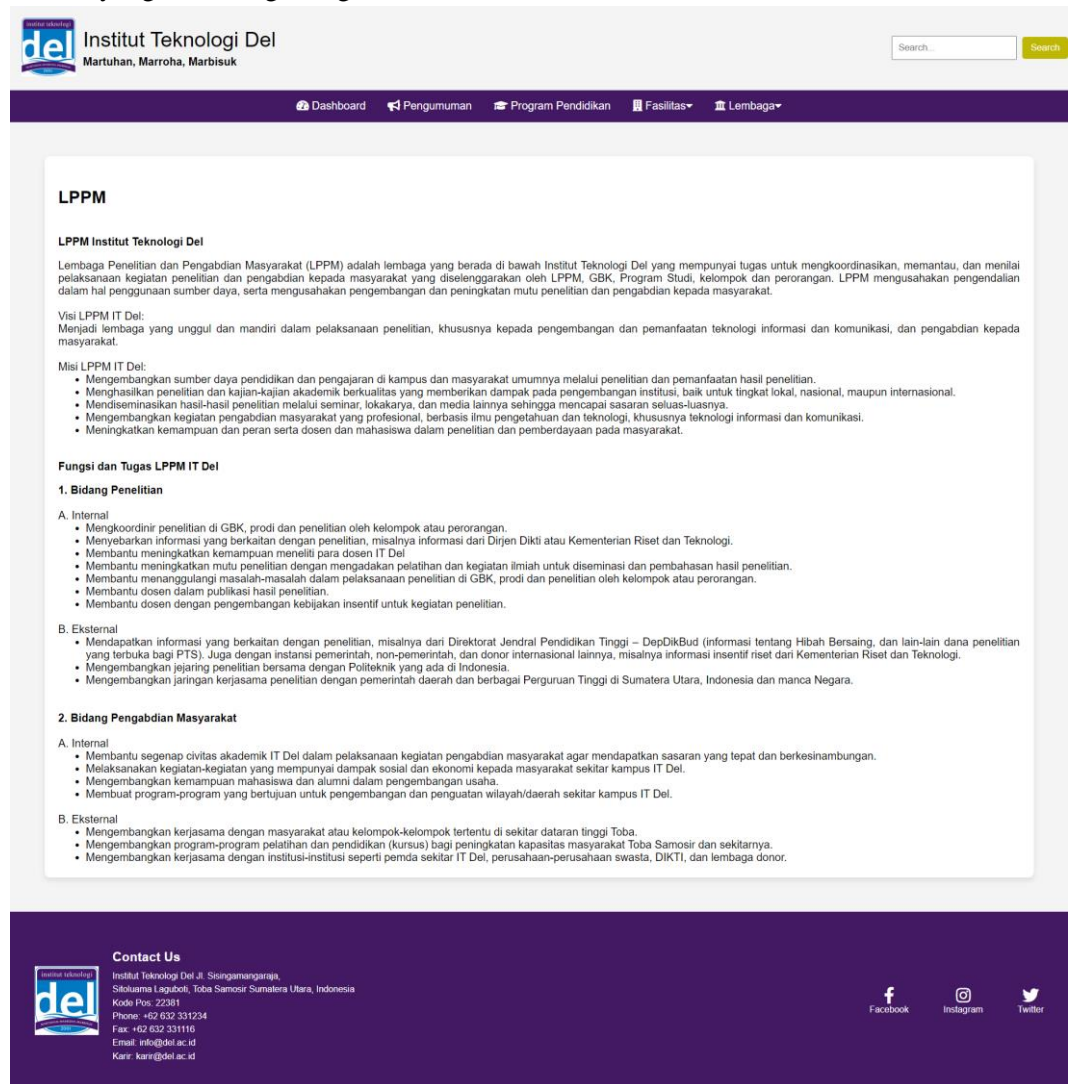 institut teknologi
del
Institut Teknologi Del
Martuhan, Marroha, Marbisuk
Search...
Search
Dashboard
Pengumuman
Program Pendidikan
Fasilitas
Lembaga
LPPM
LPPM Institut Teknologi Del
Lembaga Penelitian dan Pengabdian Masyarakat (LPPM) adalah lembaga yang berada di bawah Institut Teknologi Del yang mempunyai tugas untuk mengkoordinasikan, memantau, dan menilai
pelaksanaan kegiatan penelitian dan pengabdian kepada masyarakat yang diselenggarakan oleh LPPM, GBK, Program Studi, kelompok dan perorangan. LPPM mengusahakan pengendalian
dalam hal penggunaan sumber daya, serta mengusahakan pengembangan dan peningkatan mutu penelitian dan pengabdian kepada masyarakat.
Visi LPPM IT Del:
Menjadi lembaga yang unggul dan mandiri dalam pelaksanaan penelitian, khususnya kepada pengembangan dan pemanfaatan teknologi informasi dan komunikasi, dan pengabdian kepada
masyarakat.
Misi LPPM IT Del:
• Mengembangkan sumber daya pendidikan dan pengajaran di kampus dan masyarakat umumnya melalui penelitian dan pemanfaatan hasil penelitian.
• Menghasilkan penelitian dan kajian-kajian akademik berkualitas yang memberikan dampak pada pengembangan institusi, baik untuk tingkat lokal, nasional, maupun internasional.
• Mendiseminasikan hasil-hasil penelitian melalui seminar, lokakarya, dan media lainnya sehingga mencapai sasaran seluas-luasnya.
• Mengembangkan kegiatan pengabdian masyarakat yang profesional, berbasis ilmu pengetahuan dan teknologi, khususnya teknologi informasi dan komunikasi.
• Meningkatkan kemampuan dan peran serta dosen dan mahasiswa dalam penelitian dan pemberdayaan pada masyarakat.
Fungsi dan Tugas LPPM IT Del
1. Bidang Penelitian
A. Internal
• Mengkoordinir penelitian di GBK, prodi dan penelitian oleh kelompok atau perorangan.
• Menyebarkan informasi yang berkaitan dengan penelitian, misalnya informasi dari Dirjen Dikti atau Kementerian Riset dan Teknologi.
• Membantu meningkatkan kemampuan meneliti para dosen IT Del
• Membantu meningkatkan mutu penelitian dengan mengadakan pelatihan dan kegiatan ilmiah untuk diseminasi dan pembahasan hasil penelitian.
• Membantu menanggulangi masalah-masalah dalam pelaksanaan penelitian di GBK, prodi dan penelitian oleh kelompok atau perorangan.
• Membantu dosen dalam publikasi hasil penelitian.
• Membantu dosen dengan pengembangan kebijakan insentif untuk kegiatan penelitian.
B. Eksternal
• Mendapatkan informasi yang berkaitan dengan penelitian, misalnya dari Direktorat Jendral Pendidikan Tinggi – DepDikBud (informasi tentang Hibah Bersaing, dan lain-lain dana penelitian
yang terbuka bagi PTS). Juga dengan instansi pemerintah, non-pemerintah, dan donor internasional lainnya, misalnya informasi insentif riset dari Kementerian Riset dan Teknologi.
• Mengembangkan jejaring penelitian bersama dengan Politeknik yang ada di Indonesia.
• Mengembangkan jaringan kerjasama penelitian dengan pemerintah daerah dan berbagai Perguruan Tinggi di Sumatera Utara, Indonesia dan manca Negara.
2. Bidang Pengabdian Masyarakat
A. Internal
• Membantu segenap civitas akademik IT Del dalam pelaksanaan kegiatan pengabdian masyarakat agar mendapatkan sasaran yang tepat dan berkesinambungan.
• Melaksanakan kegiatan-kegiatan yang mempunyai dampak sosial dan ekonomi kepada masyarakat sekitar kampus IT Del.
• Mengembangkan kemampuan mahasiswa dan alumni dalam pengembangan usaha.
• Membuat program-program yang bertujuan untuk pengembangan dan penguatan wilayah/daerah sekitar kampus IT Del.
B. Eksternal
• Mengembangkan kerjasama dengan masyarakat atau kelompok-kelompok tertentu di sekitar dataran tinggi Toba.
• Mengembangkan program-program pelatihan dan pendidikan (kursus) bagi peningkatan kapasitas masyarakat Toba Samosir dan sekitarnya.
• Mengembangkan kerjasama dengan institusi-institusi seperti pemda sekitar IT Del, perusahaan-perusahaan swasta, DIKTI, dan lembaga donor.
institut teknologi
del
Contact Us
Institut Teknologi Del Jl. Sisingamangaraja,
Sitoluama Laguboti, Toba Samosir Sumatera Utara, Indonesia
Kode Pos: 22381
Phone: +62 632 331234
Fax: +62 632 331116
Email: info@del.ac.id
Karir: karir@del.ac.id
Facebook
Instagram
Twitter